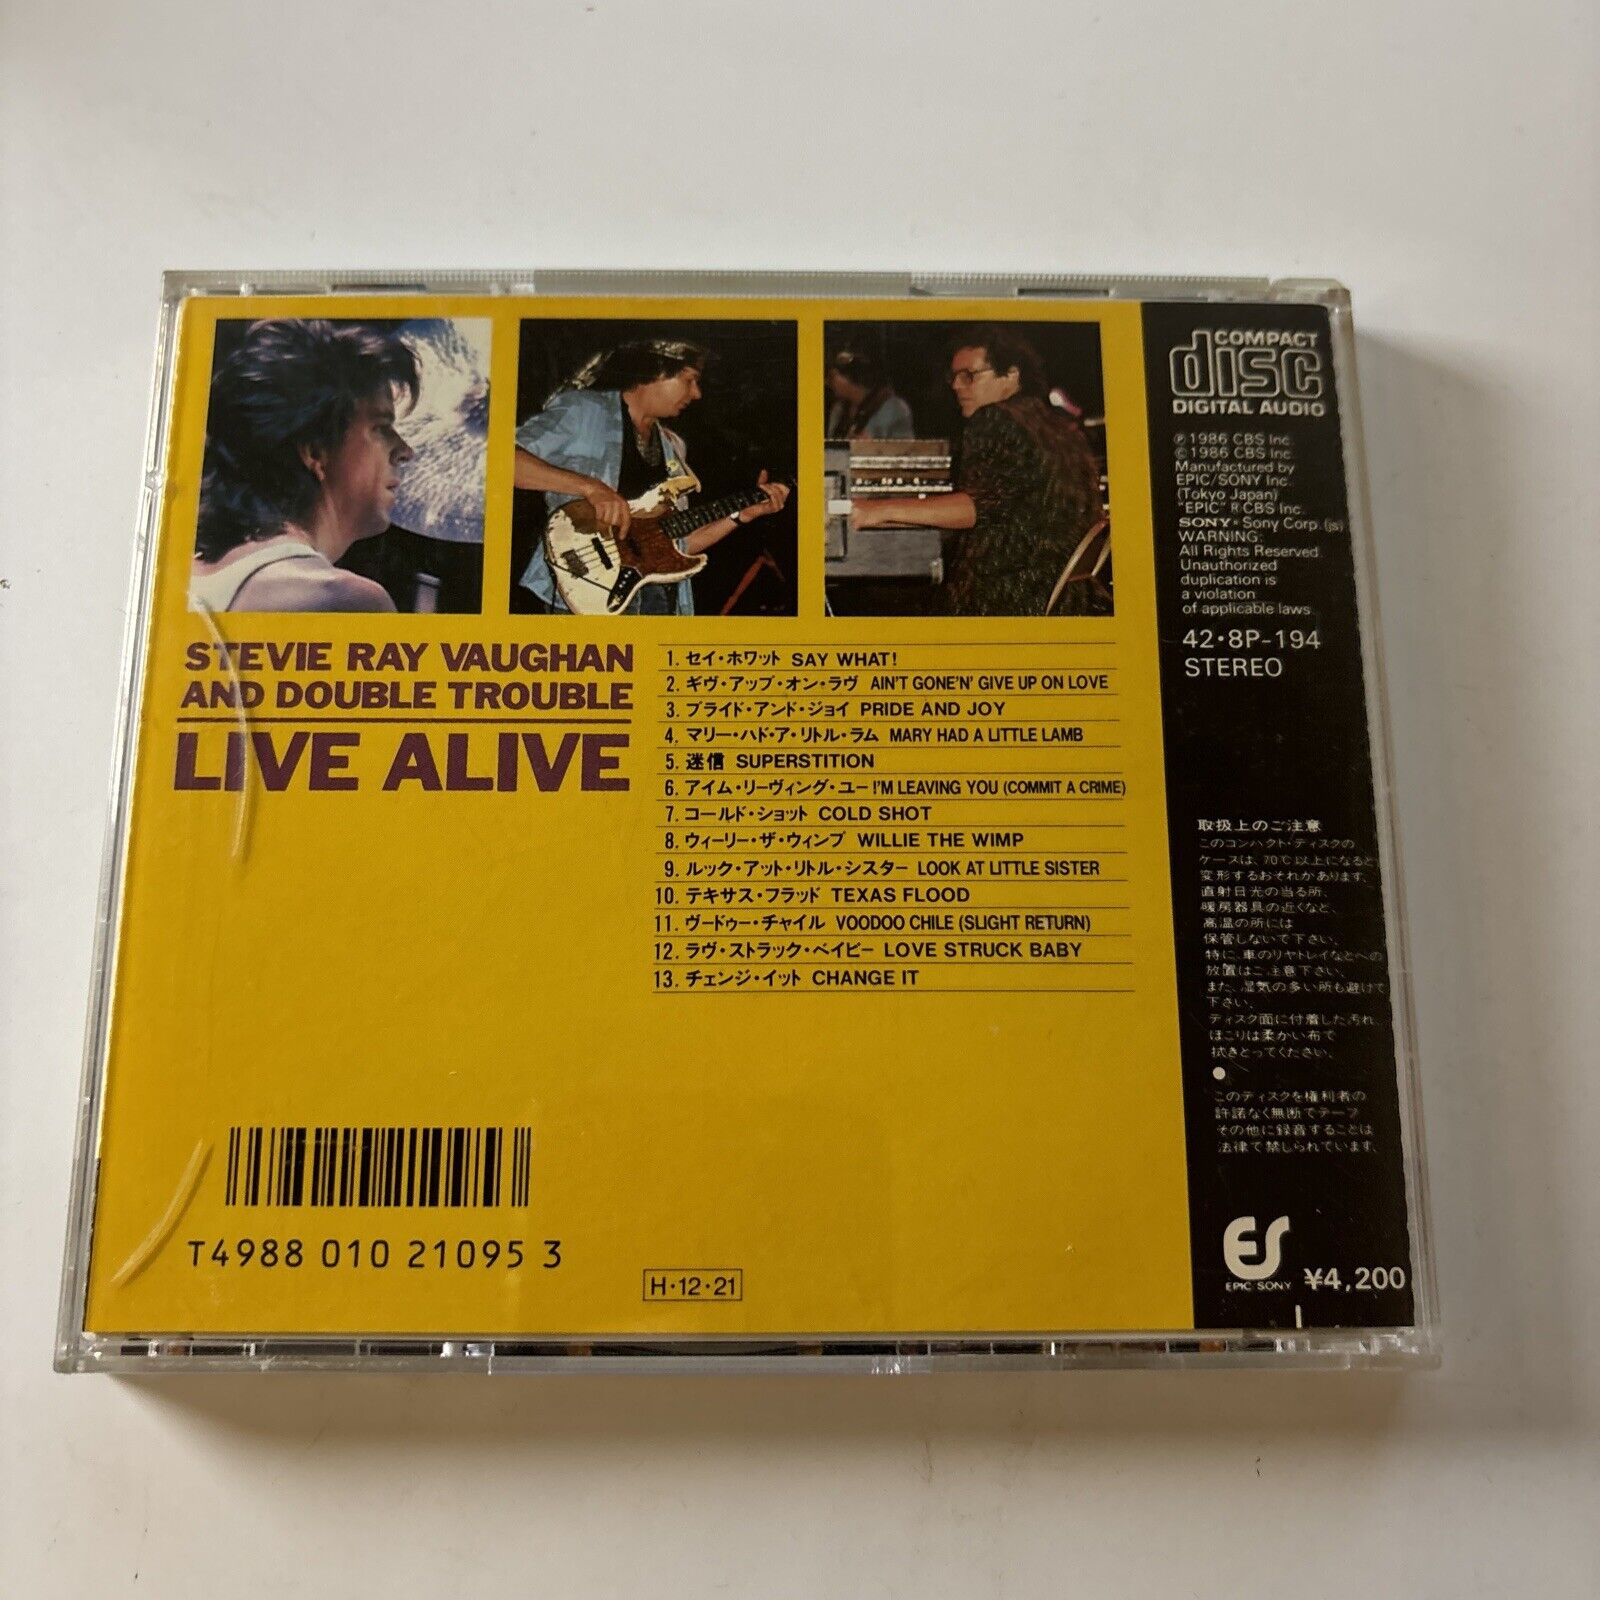 STEVIE RAY VAUGHAN
AND DOUBLE TROUBLE
LIVE ALIVE
1. セイ・ホワット SAY WHAT!
2. ギヴ・アップ・オン・ラヴ AIN'T GONE'N' GIVE UP ON LOVE
3. プライド・アンド・ジョイ PRIDE AND JOY
4. マリー・ハド・ア・リトル・ラム MARY HAD A LITTLE LAMB
5. 迷信 SUPERSTITION
6. アイム・リーヴィング・ユー I'M LEAVING YOU (COMMIT A CRIME)
7. コールド・ショット COLD SHOT
8. ウィーリー・ザ・ウィンプ WILLIE THE WIMP
9. ルック・アット・リトル・シスター LOOK AT LITTLE SISTER
10. テキサス・フラッド TEXAS FLOOD
11. ヴードゥー・チャイル VOODOO CHILE (SLIGHT RETURN)
12. ラヴ・ストラック・ベイビー LOVE STRUCK BABY
13. チェンジ・イット CHANGE IT
T4988 010 21095 3
H・12・21
COMPACT
disc
DIGITAL AUDIO
℗1986 CBS Inc.
©1986 CBS Inc.
Manufactured by
EPIC/SONY Inc.
(Tokyo Japan)
"EPIC" ® CBS Inc.
SONY® Sony Corp. (js)
WARNING:
All Rights Reserved.
Unauthorized
duplication is
a violation
of applicable laws.
42・8P-194
STEREO
取扱上のご注意
このコンパクト・ディスクの
ケースは、70℃以上になると
変形するおそれがあります。
直射日光の当る所、
暖房器具の近くなど、
高温の所には
保管しないで下さい。
特に、車のリヤトレイなどへの
放置はご注意下さい。
また、湿気の多い所も避けて
下さい。
ディスク面に付着した汚れ、
ほこりは柔かい布で
拭きとってください。
●
このディスクを権利者の
許諾なく無断でテープ
その他に録音することは
法律で禁じられています。
ES
EPIC SONY ¥4,200